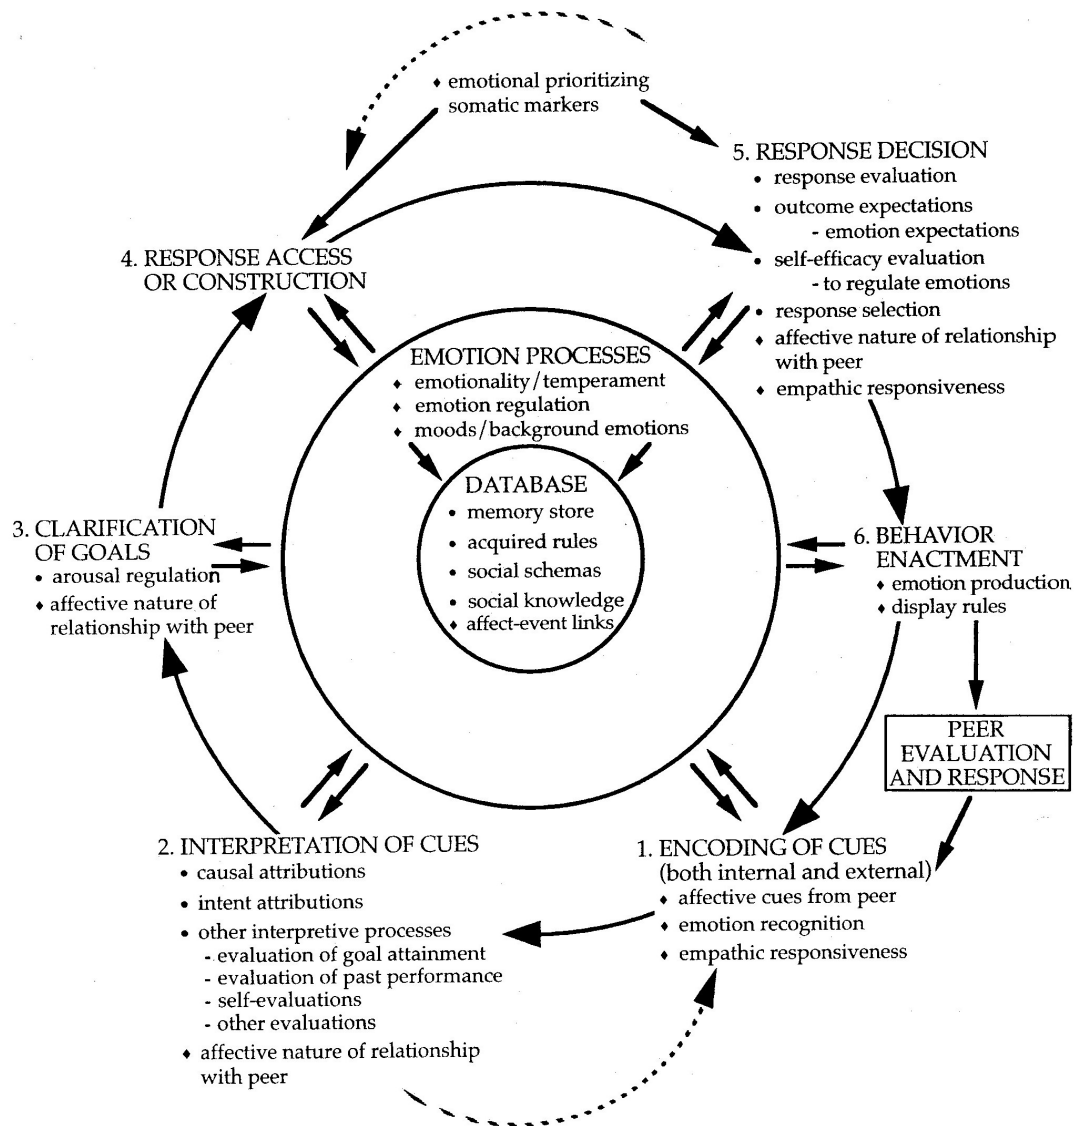 ♦ emotional prioritizing
somatic markers
5. RESPONSE DECISION
• response evaluation
• outcome expectations
- emotion expectations
• self-efficacy evaluation
- to regulate emotions
• response selection
♦ affective nature of relationship
with peer
♦ empathic responsiveness
4. RESPONSE ACCESS
OR CONSTRUCTION
EMOTION PROCESSES
♦ emotionality/temperament
♦ emotion regulation
♦ moods/background emotions
DATABASE
• memory store
• acquired rules
• social schemas
• social knowledge
♦ affect-event links
3. CLARIFICATION
OF GOALS
• arousal regulation
♦ affective nature of
relationship with peer
6. BEHAVIOR
ENACTMENT
♦ emotion production
♦ display rules
PEER
EVALUATION
AND RESPONSE
2. INTERPRETATION OF CUES
• causal attributions
• intent attributions
• other interpretive processes
- evaluation of goal attainment
- evaluation of past performance
- self-evaluations
- other evaluations
♦ affective nature of relationship
with peer
1. ENCODING OF CUES
(both internal and external)
♦ affective cues from peer
♦ emotion recognition
♦ empathic responsiveness